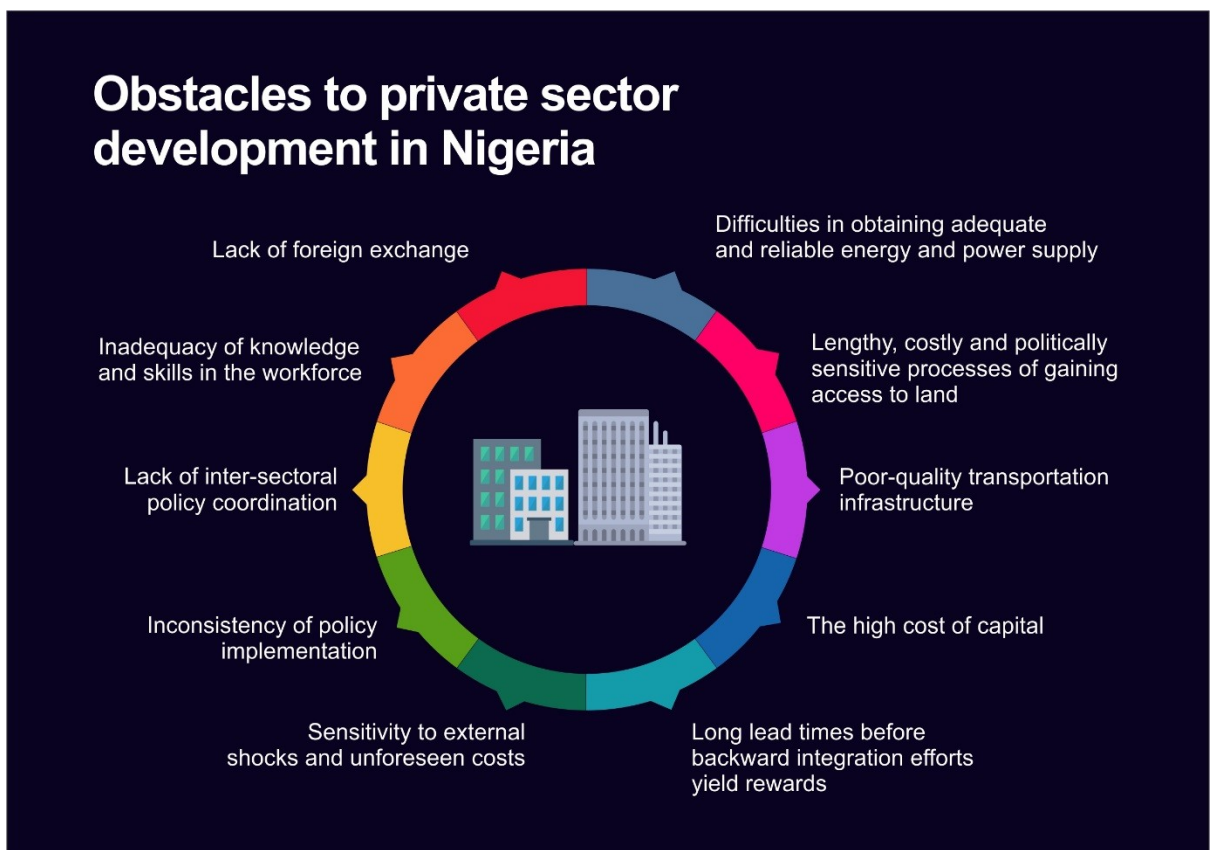 Obstacles to private sector
development in Nigeria
Difficulties in obtaining adequate
and reliable energy and power supply
Lengthy, costly and politically
sensitive processes of gaining
access to land
Poor-quality transportation
infrastructure
The high cost of capital
Long lead times before
backward integration efforts
yield rewards
Sensitivity to external
shocks and unforeseen costs
Inconsistency of policy
implementation
Lack of inter-sectoral
policy coordination
Inadequacy of knowledge
and skills in the workforce
Lack of foreign exchange